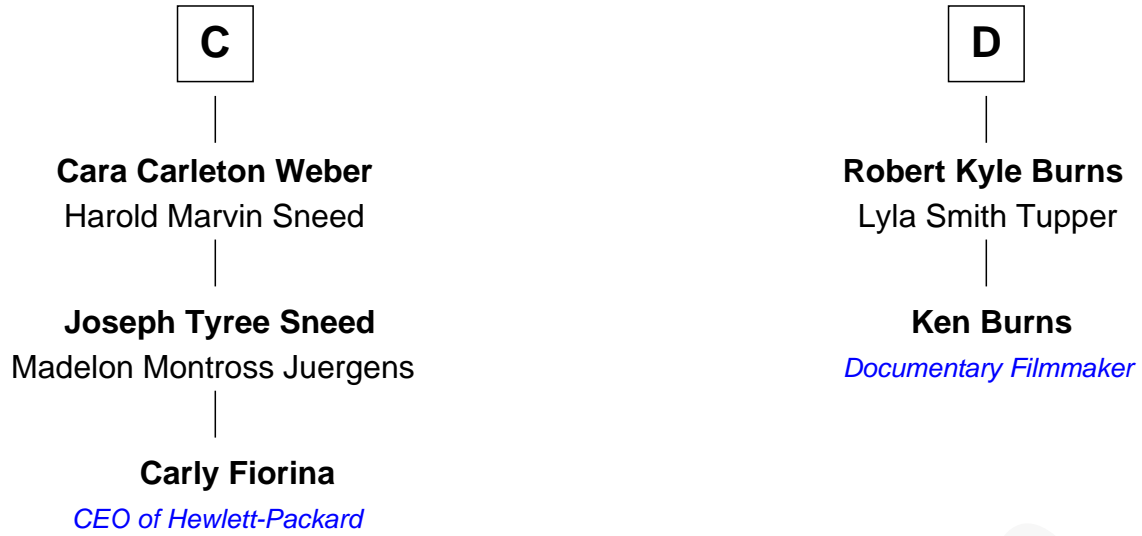 C
Cara Carleton Weber
Harold Marvin Sneed
Joseph Tyree Sneed
Madelon Montross Juergens
Carly Fiorina
CEO of Hewlett-Packard
D
Robert Kyle Burns
Lyla Smith Tupper
Ken Burns
Documentary Filmmaker